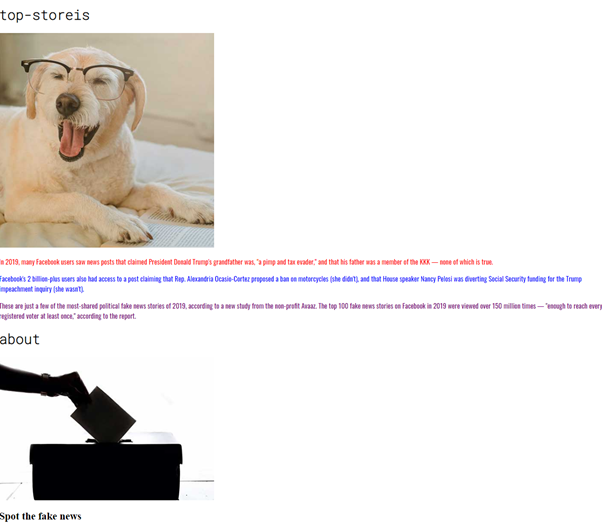 top-storeis
In 2019, many Facebook users saw news posts that claimed President Donald Trump's grandfather was, "a pimp and tax evader," and that his father was a member of the KKK — none of which is true.
Facebook's 2 billion-plus users also had access to a post claiming that Rep. Alexandria Ocasio-Cortez proposed a ban on motorcycles (she didn't), and that House speaker Nancy Pelosi was diverting Social Security funding for the Trump
impeachment inquiry (she wasn't).
These are just a few of the most-shared political fake news stories of 2019, according to a new study from the non-profit Avaaz. The top 100 fake news stories on Facebook in 2019 were viewed over 150 million times — "enough to reach every
registered voter at least once," according to the report.
about
Spot the fake news